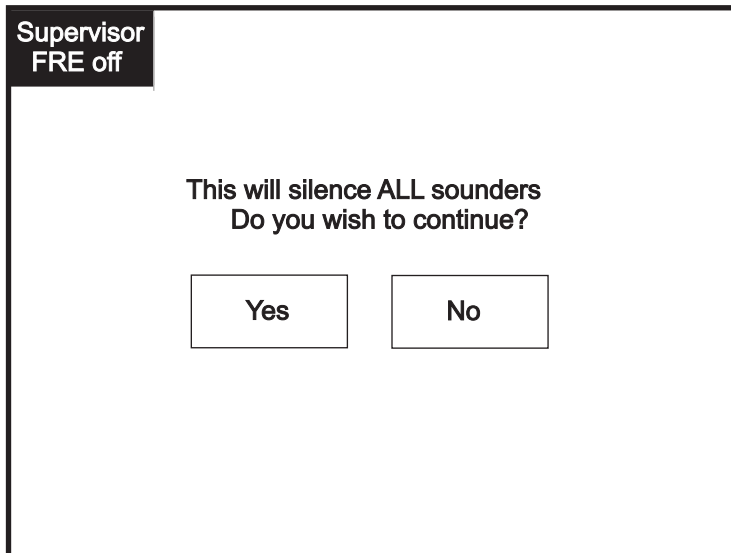 Supervisor
FRE off
This will silence ALL sounders
Do you wish to continue?
Yes
No